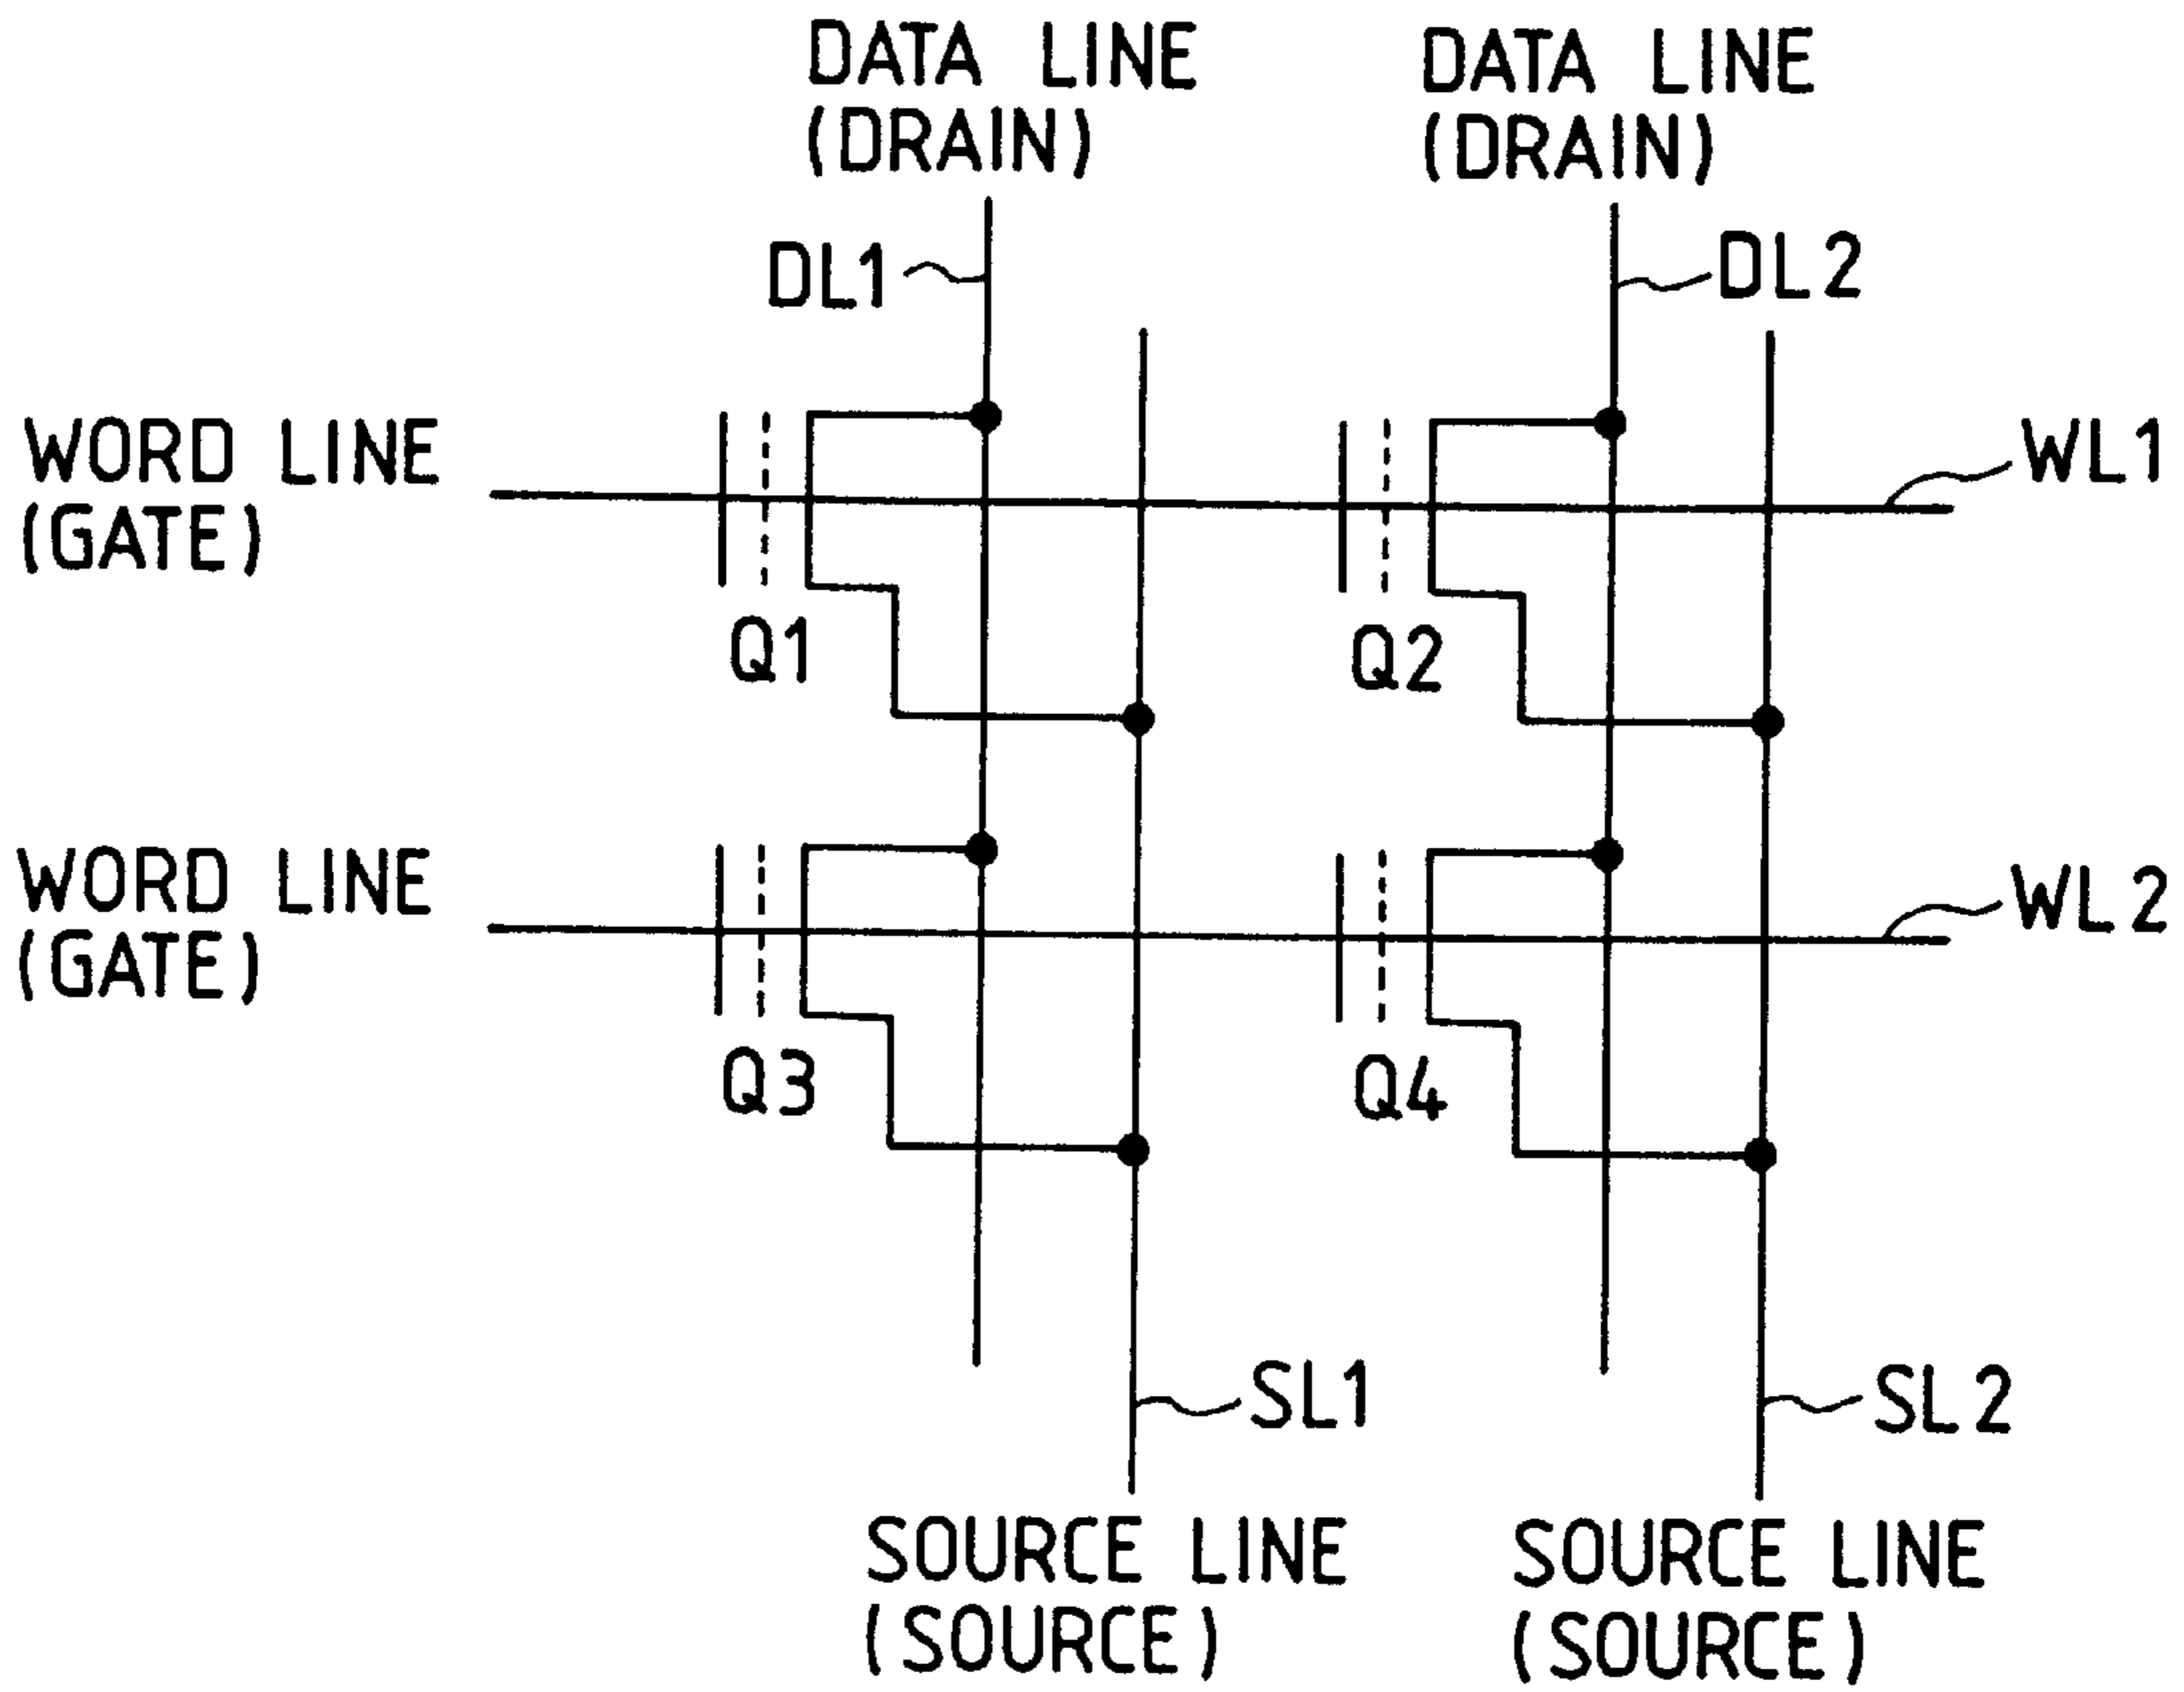 DATA LINE
(DRAIN)
DATA LINE
(DRAIN)
DL1
DL2
WORD LINE
(GATE)
WL1
Q1
Q2
WORD LINE
(GATE)
WL2
Q3
Q4
SL1
SL2
SOURCE LINE
(SOURCE)
SOURCE LINE
(SOURCE)